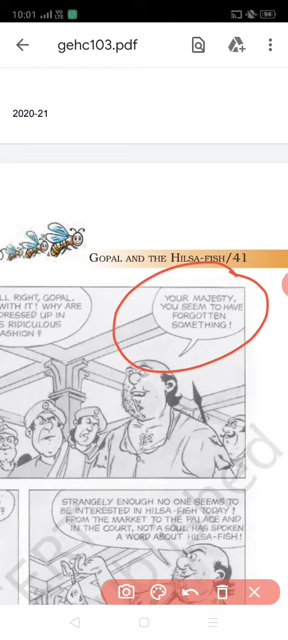 10:01
94
gehc103.pdf
2020-21
GOPAL AND THE HILSA-FISH/41
LL RIGHT, GOPAL.
WITH IT! WHY ARE
DRESSED UP IN
S RIDICULOUS
ASHION?
YOUR MAJESTY,
YOU SEEM TO HAVE
FORGOTTEN
SOMETHING!
STRANGELY ENOUGH NO ONE SEEMS TO
BE INTERESTED IN HILSA-FISH TODAY!
FROM THE MARKET TO THE PALACE AND
IN THE COURT, NOT A SOUL HAS SPOKEN
A WORD ABOUT HILSA-FISH!